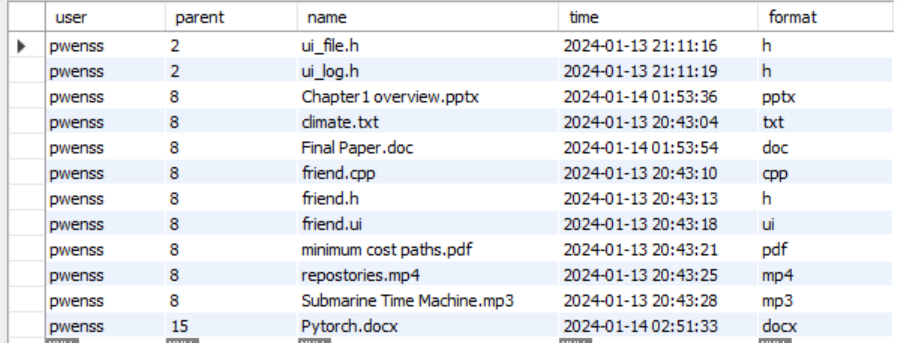 user parent name time format
pwenss 2 ui_file.h 2024-01-13 21:11:16 h
pwenss 2 ui_log.h 2024-01-13 21:11:19 h
pwenss 8 Chapter1 overview.pptx 2024-01-14 01:53:36 pptx
pwenss 8 climate.txt 2024-01-13 20:43:04 txt
pwenss 8 Final Paper.doc 2024-01-14 01:53:54 doc
pwenss 8 friend.cpp 2024-01-13 20:43:10 cpp
pwenss 8 friend.h 2024-01-13 20:43:13 h
pwenss 8 friend.ui 2024-01-13 20:43:18 ui
pwenss 8 minimum cost paths.pdf 2024-01-13 20:43:21 pdf
pwenss 8 repostories.mp4 2024-01-13 20:43:25 mp4
pwenss 8 Submarine Time Machine.mp3 2024-01-13 20:43:28 mp3
pwenss 15 Pytorch.docx 2024-01-14 02:51:33 docx